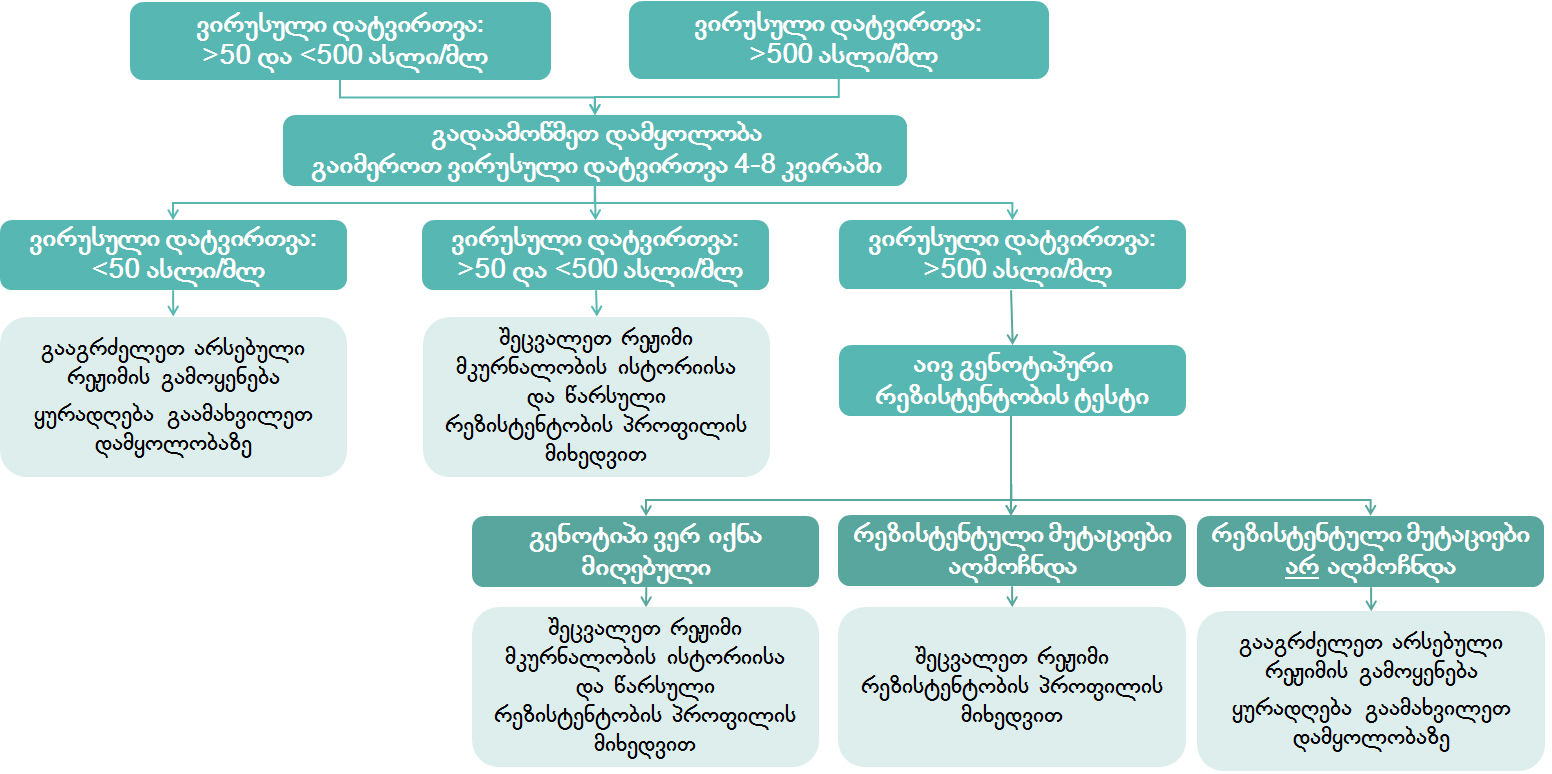 ვირუსული დატვირთვა:
>50 და <500 ასლი/მლ
ვირუსული დატვირთვა:
>500 ასლი/მლ
გადაამოწმეთ დამყოლობა
გაიმეროთ ვირუსული დატვირთვა 4-8 კვირაში
ვირუსული დატვირთვა:
<50 ასლი/მლ
ვირუსული დატვირთვა:
>50 და <500 ასლი/მლ
ვირუსული დატვირთვა:
>500 ასლი/მლ
გააგრძელეთ არსებული
რეჟიმის გამოყენება
ყურადღება გაამახვილეთ
დამყოლობაზე
შეცვალეთ რეჟიმი
მკურნალობის ისტორიისა
და წარსული
რეზისტენტობის პროფილის
მიხედვით
აივ გენოტიპური
რეზისტენტობის ტესტი
გენოტიპი ვერ იქნა
მიღებული
რეზისტენტული მუტაციები
აღმოჩნდა
რეზისტენტული მუტაციები
არ აღმოჩნდა
შეცვალეთ რეჟიმი
მკურნალობის ისტორიისა
და წარსული
რეზისტენტობის პროფილის
მიხედვით
შეცვალეთ რეჟიმი
რეზისტენტობის პროფილის
მიხედვით
გააგრძელეთ არსებული
რეჟიმის გამოყენება
ყურადღება გაამახვილეთ
დამყოლობაზე